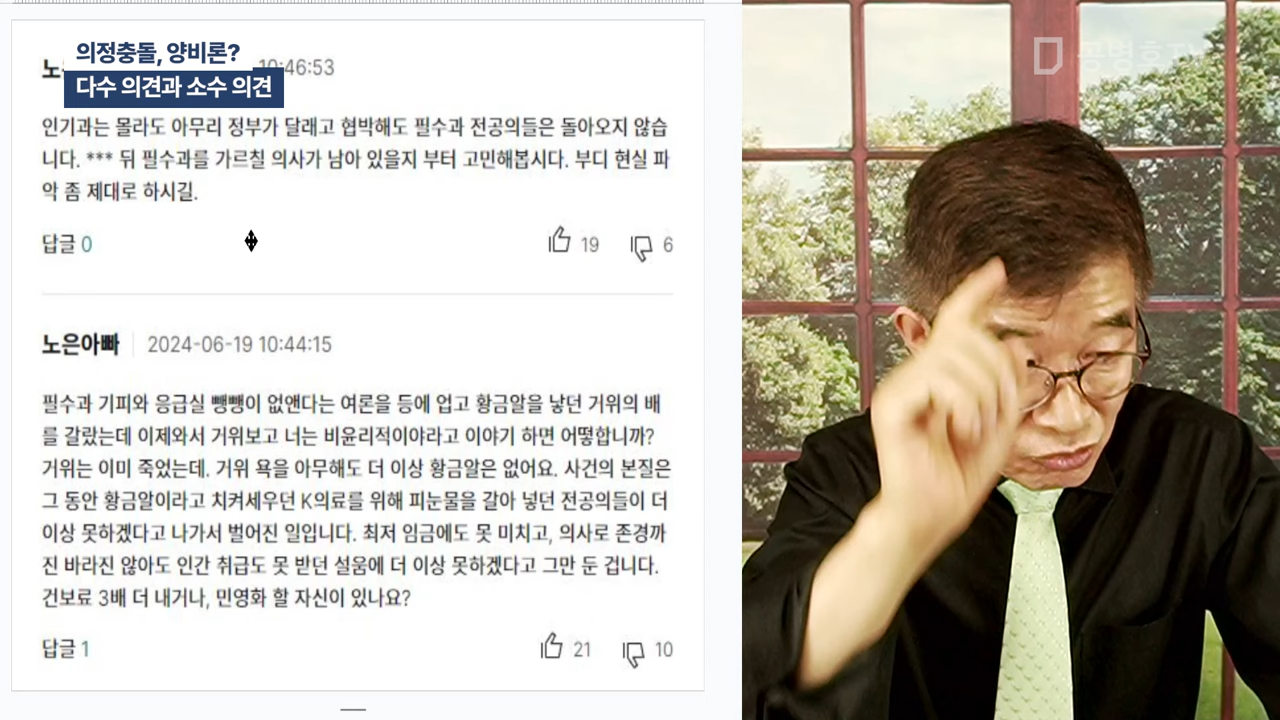 의정충돌, 양비론?
다수 의견과 소수 의견
노
10:46:53
인기과는 몰라도 아무리 정부가 달래고 협박해도 필수과 전공의들은 돌아오지 않습
니다. *** 뒤 필수과를 가르칠 의사가 남아 있을지 부터 고민해봅시다. 부디 현실 파
악 좀 제대로 하시길.
답글 0
19
6
노은아빠
2024-06-19 10:44:15
필수과 기피와 응급실 뺑뺑이 없앤다는 여론을 등에 업고 황금알을 낳던 거위의 배
를 갈랐는데 이제와서 거위보고 너는 비윤리적이야라고 이야기 하면 어떻합니까?
거위는 이미 죽었는데. 거위 욕을 아무해도 더 이상 황금알은 없어요. 사건의 본질은
그 동안 황금알이라고 치켜세우던 K의료를 위해 피눈물을 갈아 넣던 전공의들이 더
이상 못하겠다고 나가서 벌어진 일입니다. 최저 임금에도 못 미치고, 의사로 존경까
진 바라진 않아도 인간 취급도 못 받던 설움에 더 이상 못하겠다고 그만 둔 겁니다.
건보료 3배 더 내거나, 민영화 할 자신이 있나요?
답글 1
21
10